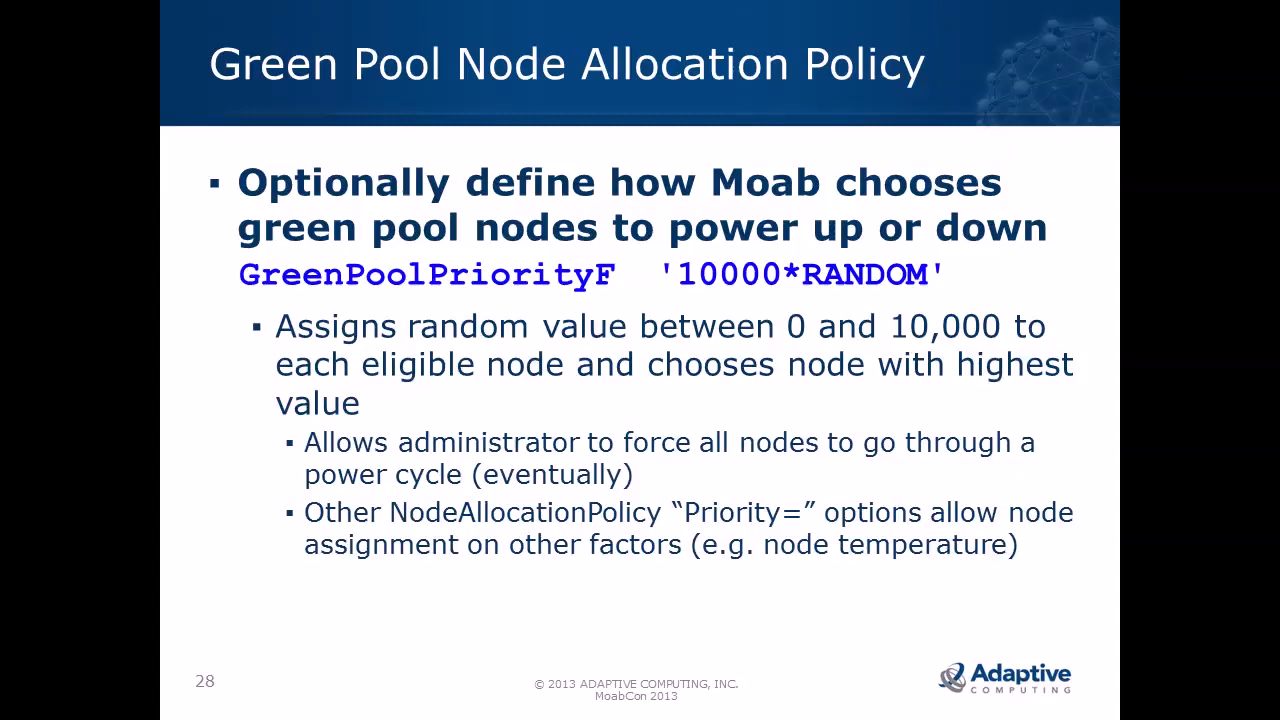 Green Pool Node Allocation Policy
▪ Optionally define how Moab chooses
green pool nodes to power up or down
GreenPoolPriorityF '10000*RANDOM'
▪ Assigns random value between 0 and 10,000 to
each eligible node and chooses node with highest
value
▪ Allows administrator to force all nodes to go through a
power cycle (eventually)
▪ Other NodeAllocationPolicy “Priority=” options allow node
assignment on other factors (e.g. node temperature)
28
© 2013 ADAPTIVE COMPUTING, INC.
MoabCon 2013
Adaptive
COMPUTING